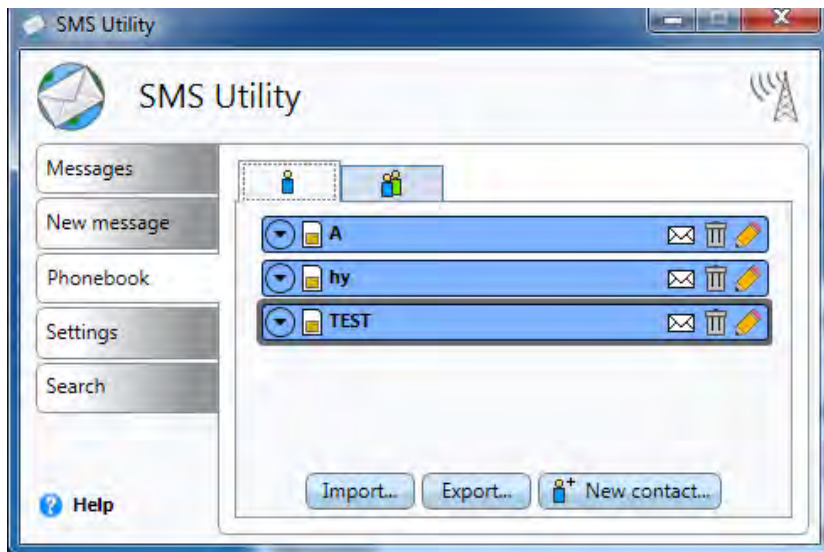 SMS Utility
SMS Utility
Messages
New message
Phonebook
Settings
Search
Help
A
hy
TEST
Import... Export... New contact...